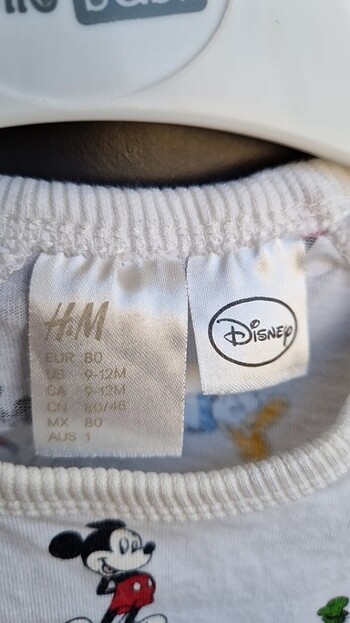 H&M
EUR 80
US 9-12M
CA 9-12M
CN 80/48
MX 80
AUS 1
Disney